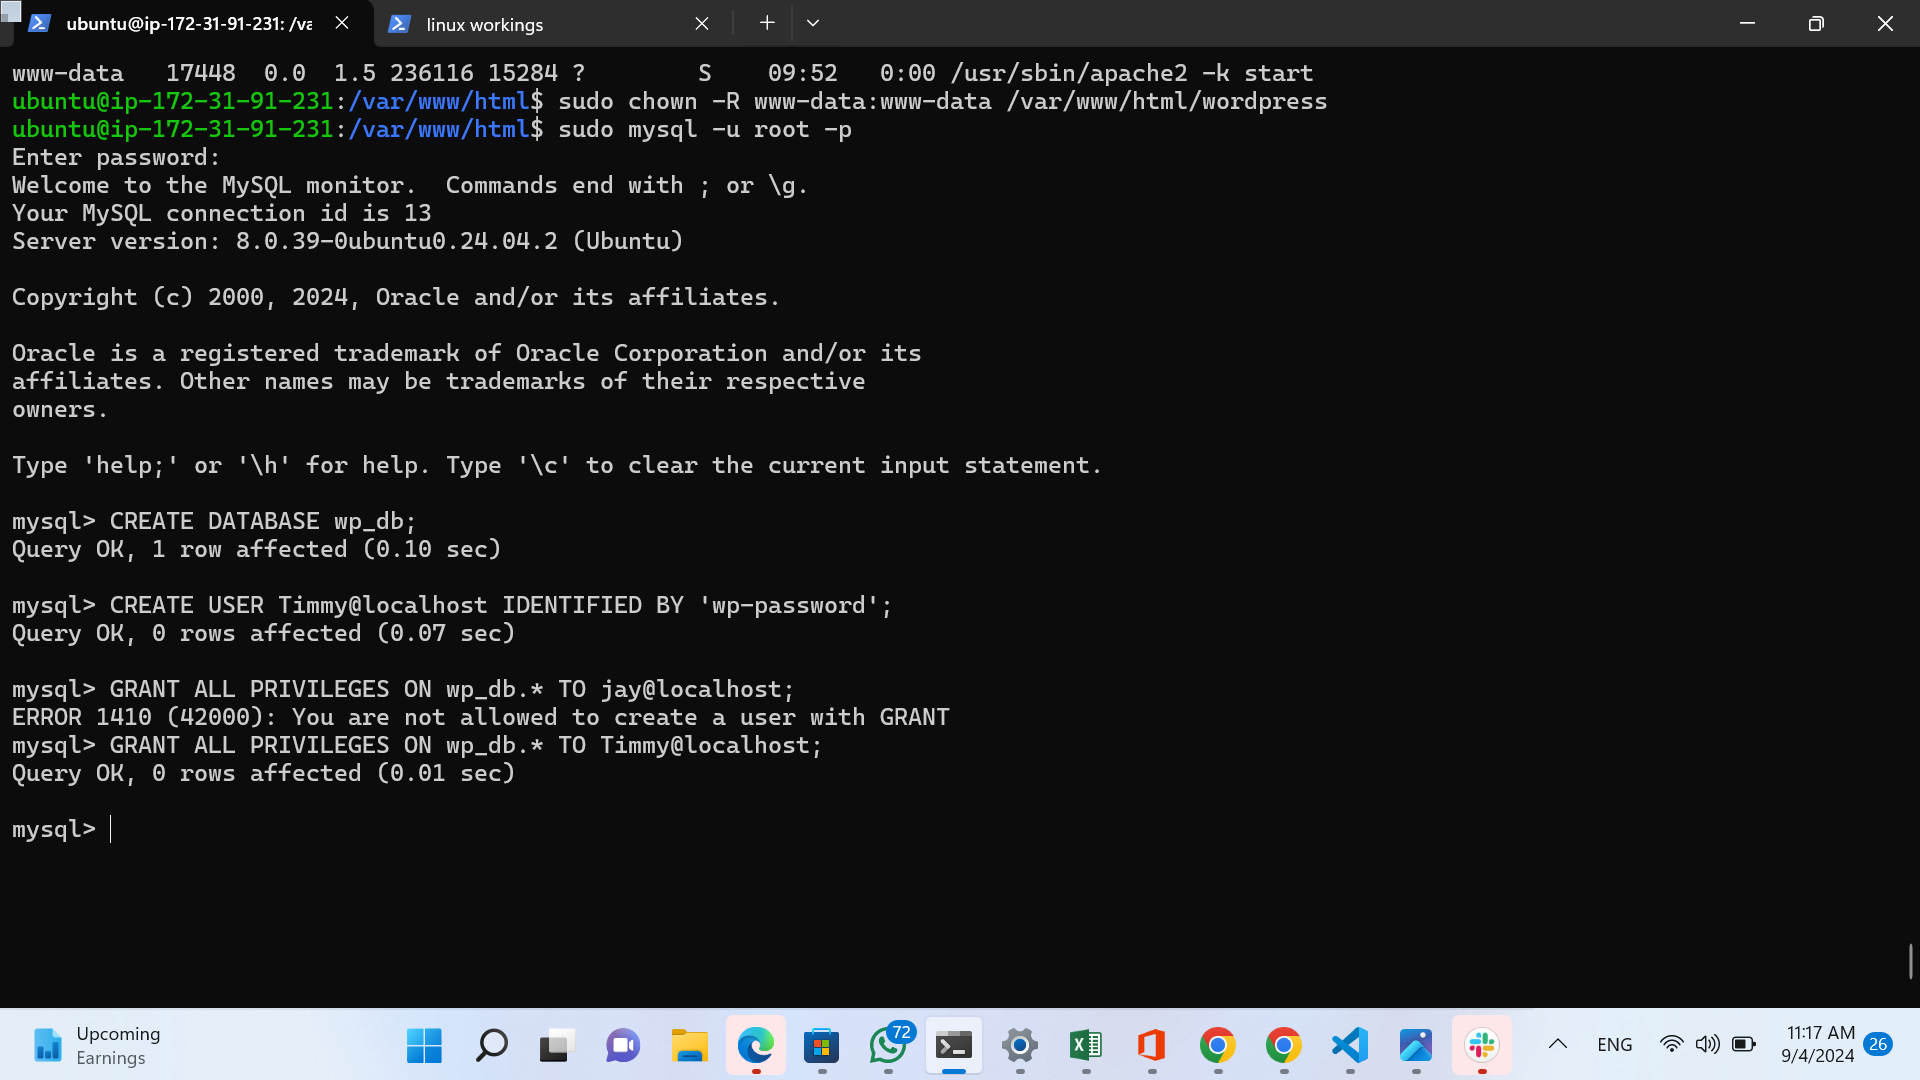 ubuntu@ip-172-31-91-231: /va
linux workings
www-data   17448  0.0  1.5 236116 15284 ?        S    09:52   0:00 /usr/sbin/apache2 -k start
ubuntu@ip-172-31-91-231:/var/www/html$ sudo chown -R www-data:www-data /var/www/html/wordpress
ubuntu@ip-172-31-91-231:/var/www/html$ sudo mysql -u root -p
Enter password:
Welcome to the MySQL monitor.  Commands end with ; or \g.
Your MySQL connection id is 13
Server version: 8.0.39-0ubuntu0.24.04.2 (Ubuntu)
Copyright (c) 2000, 2024, Oracle and/or its affiliates.
Oracle is a registered trademark of Oracle Corporation and/or its
affiliates. Other names may be trademarks of their respective
owners.
Type 'help;' or '\h' for help. Type '\c' to clear the current input statement.
mysql> CREATE DATABASE wp_db;
Query OK, 1 row affected (0.10 sec)
mysql> CREATE USER Timmy@localhost IDENTIFIED BY 'wp-password';
Query OK, 0 rows affected (0.07 sec)
mysql> GRANT ALL PRIVILEGES ON wp_db.* TO jay@localhost;
ERROR 1410 (42000): You are not allowed to create a user with GRANT
mysql> GRANT ALL PRIVILEGES ON wp_db.* TO Timmy@localhost;
Query OK, 0 rows affected (0.01 sec)
mysql>
Upcoming
Earnings
72
ENG
11:17 AM
9/4/2024
26